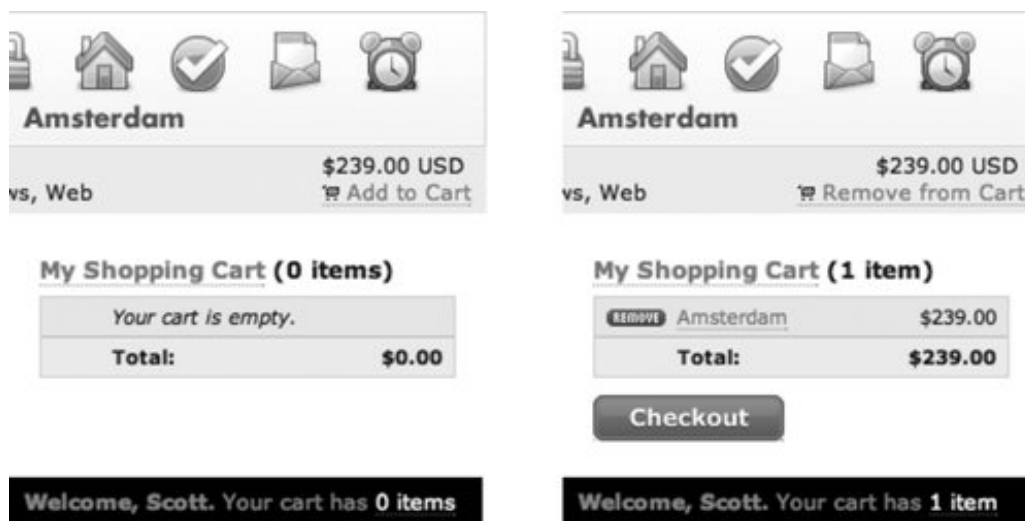 Amsterdam
$239.00 USD
ws, Web
Add to Cart
My Shopping Cart (0 items)
Your cart is empty.
Total: $0.00
Welcome, Scott. Your cart has 0 items
Amsterdam
$239.00 USD
ws, Web
Remove from Cart
My Shopping Cart (1 item)
REMOVE Amsterdam $239.00
Total: $239.00
Checkout
Welcome, Scott. Your cart has 1 item